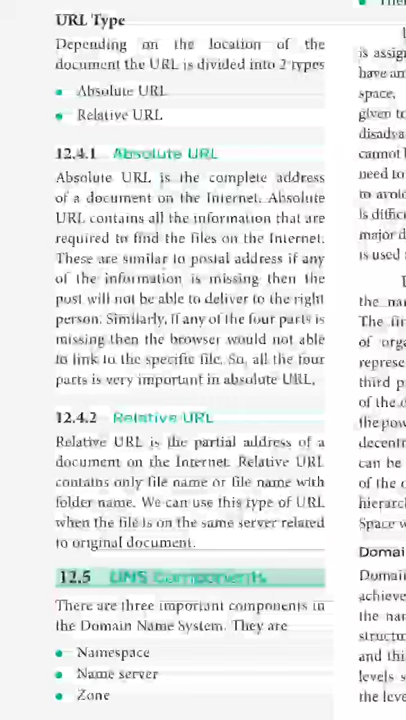 URL Type
Depending on the location of the
document the URL is divided into 2 types
• Absolute URL
• Relative URL
12.4.1 Absolute URL
Absolute URL is the complete address
of a document on the Internet. Absolute
URL contains all the information that are
required to find the files on the Internet.
These are similar to postal address if any
of the information is missing then the
post will not be able to deliver to the right
person. Similarly, if any of the four parts is
missing then the browser would not able
to link to the specific file. So, all the four
parts is very important in absolute URL.
12.4.2 Relative URL
Relative URL is the partial address of a
document on the Internet. Relative URL
contains only file name or file name with
folder name. We can use this type of URL
when the file is on the same server related
to original document.
12.5 DNS Components
There are three important components in
the Domain Name System. They are
• Namespace
• Name server
• Zone
is assig
have an
space,
given to
disadva
cannot
need to
to avoi
is diffic
major d
is used
the nam
The fir
of orga
represe
third p
of the
the pow
decentr
can be
of the
hierarc
Space w
Domai
Domai
achieve
the nam
structu
and thi
levels s
the leve